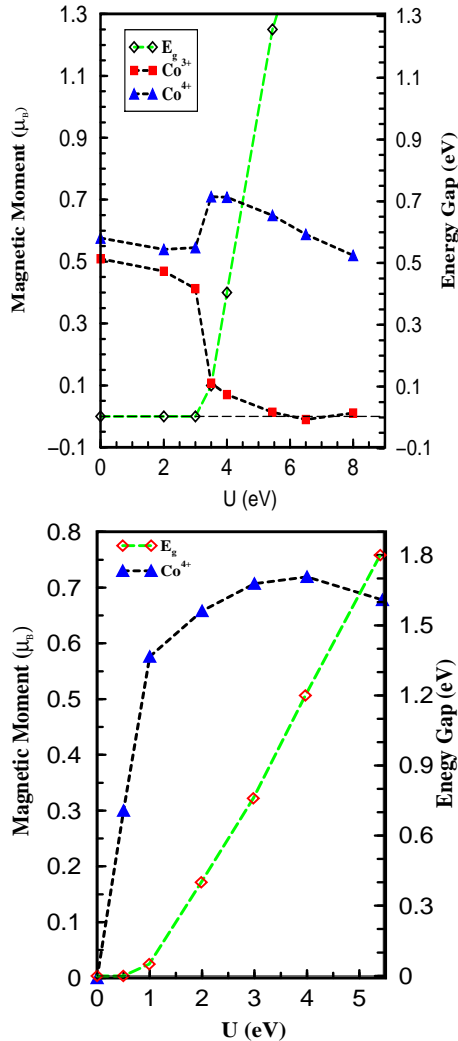 1.3
1.3
E_g
Co³⁺
1.1
1.1
Co⁴⁺
0.9
0.9
Magnetic Moment (μ_B)
Energy Gap (eV)
0.7
0.7
0.5
0.5
0.3
0.3
0.1
0.1
−0.1
−0.1
0 2 4 6 8
U (eV)
0.8
E_g
1.8
Co⁴⁺
0.7
0.6
1.5
0.5
1.2
Magnetic Moment (μ_B)
Enegy Gap (eV)
0.4
0.9
0.3
0.6
0.2
0.3
0.1
0
0
0 1 2 3 4 5
U (eV)